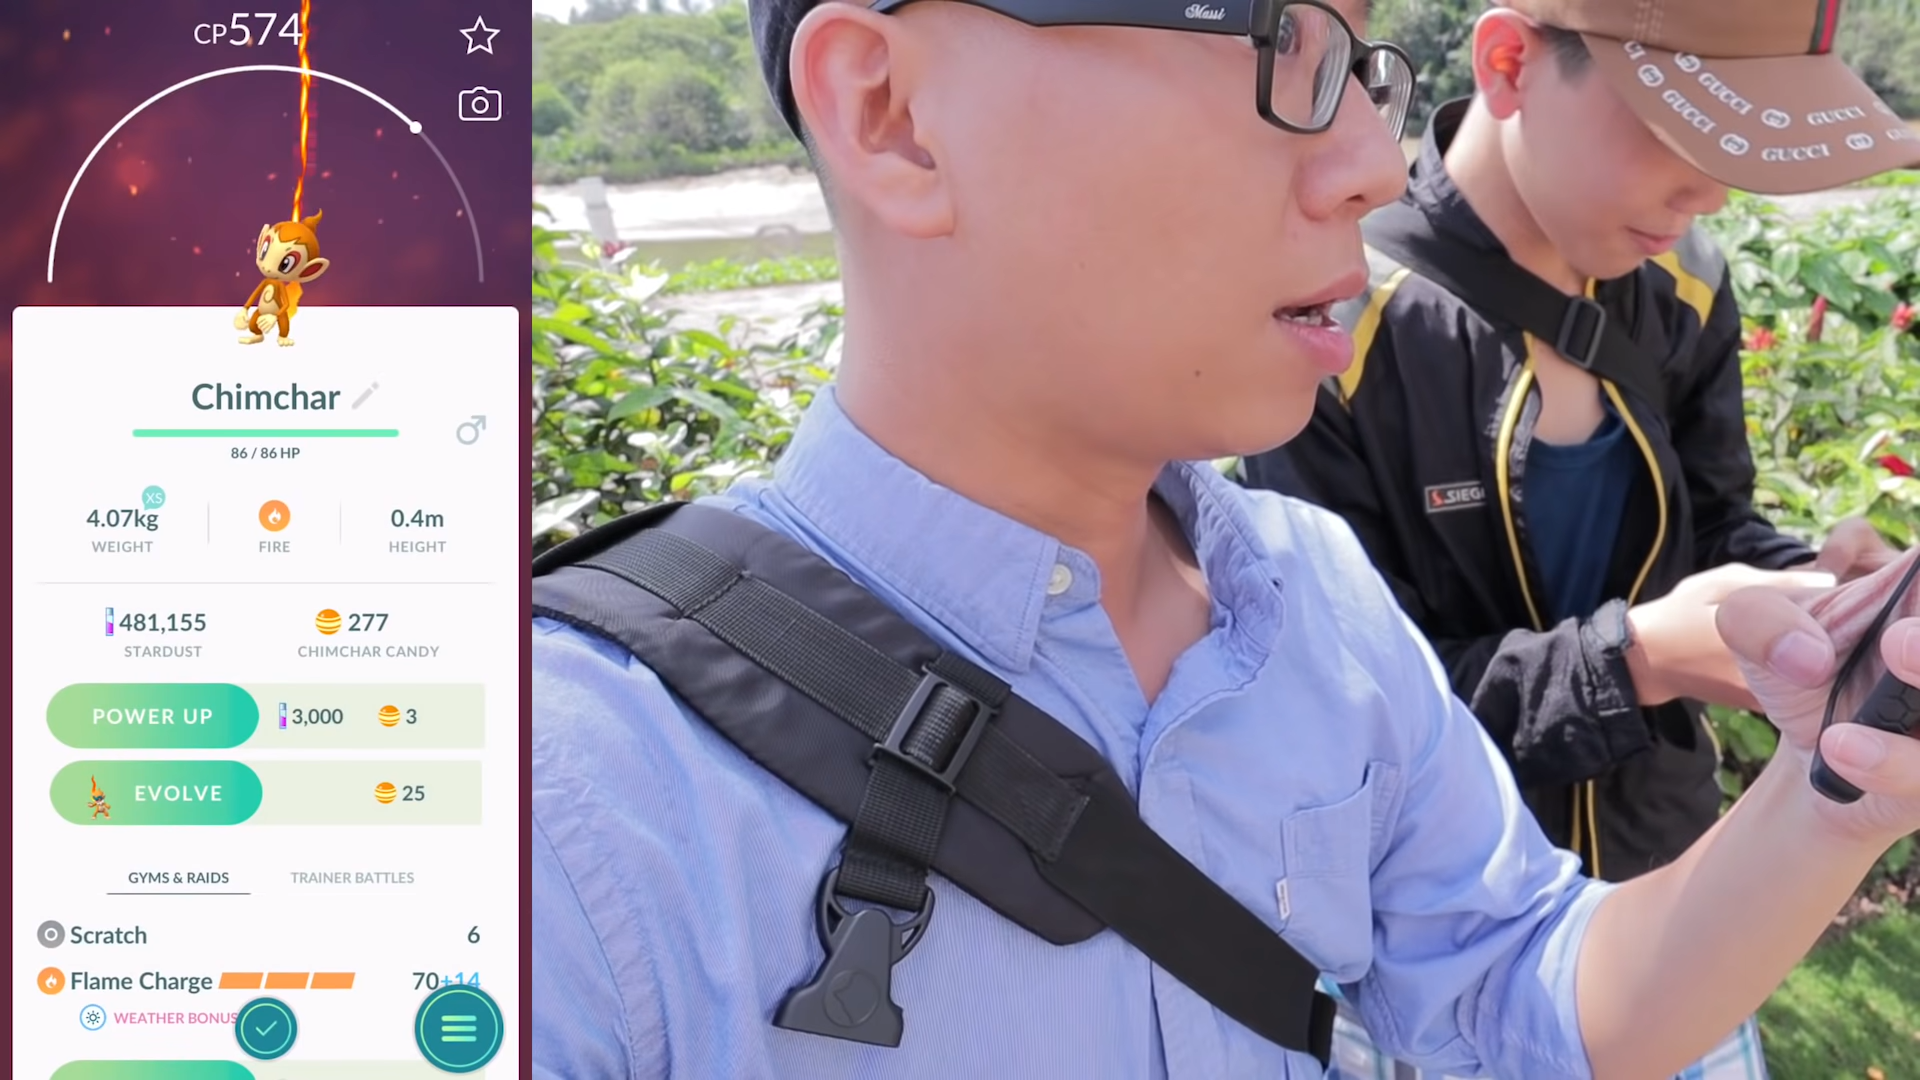 CP574
Chimchar
86 / 86 HP
XS
4.07kg
WEIGHT
FIRE
0.4m
HEIGHT
481,155
STARDUST
277
CHIMCHAR CANDY
POWER UP
3,000
3
EVOLVE
25
GYMS & RAIDS
TRAINER BATTLES
Scratch
6
Flame Charge
70+14
WEATHER BONUS
Massi
GUCCI GUCCI
GUCCI GUCCI